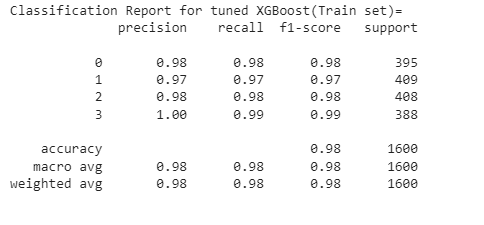 Classification Report for tuned XGBoost(Train set)=
precision recall f1-score support
0 0.98 0.98 0.98 395
1 0.97 0.97 0.97 409
2 0.98 0.98 0.98 408
3 1.00 0.99 0.99 388
accuracy 0.98 1600
macro avg 0.98 0.98 0.98 1600
weighted avg 0.98 0.98 0.98 1600